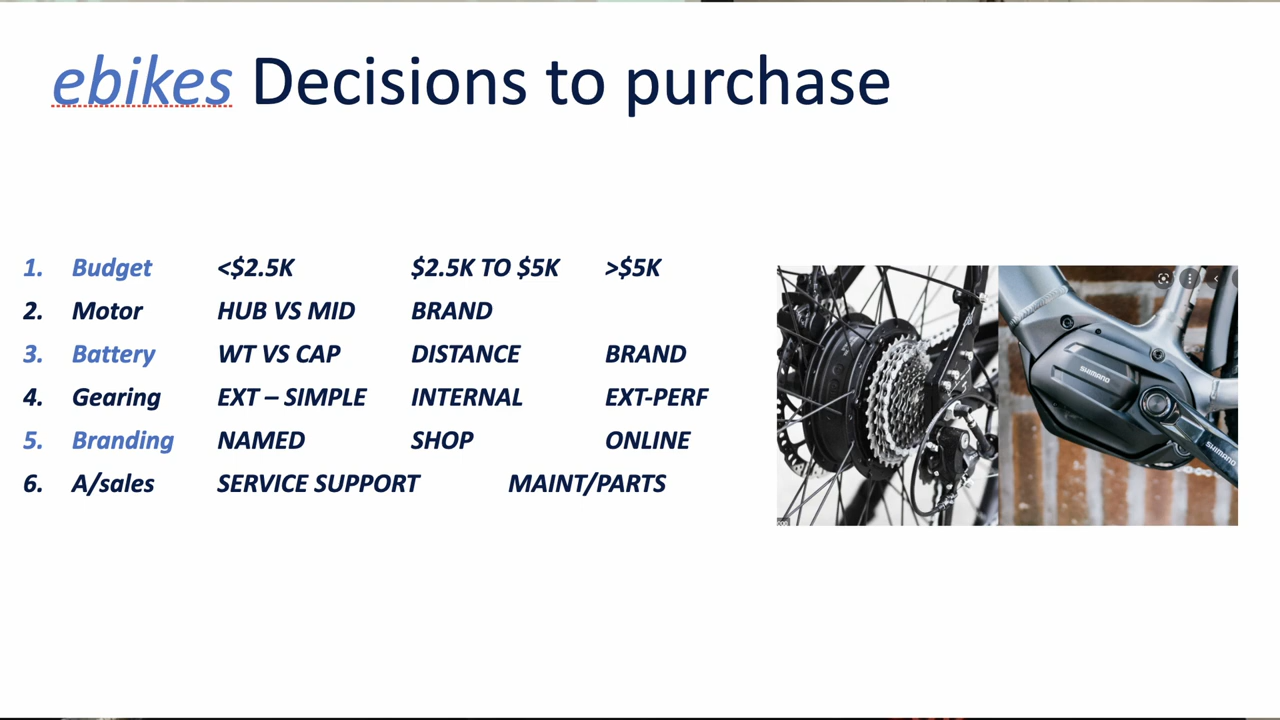 ebikes Decisions to purchase
1. Budget <$2.5K $2.5K TO $5K >$5K
2. Motor HUB VS MID BRAND
3. Battery WT VS CAP DISTANCE BRAND
4. Gearing EXT – SIMPLE INTERNAL EXT-PERF
5. Branding NAMED SHOP ONLINE
6. A/sales SERVICE SUPPORT MAINT/PARTS
SHIMANO
SHIMANO